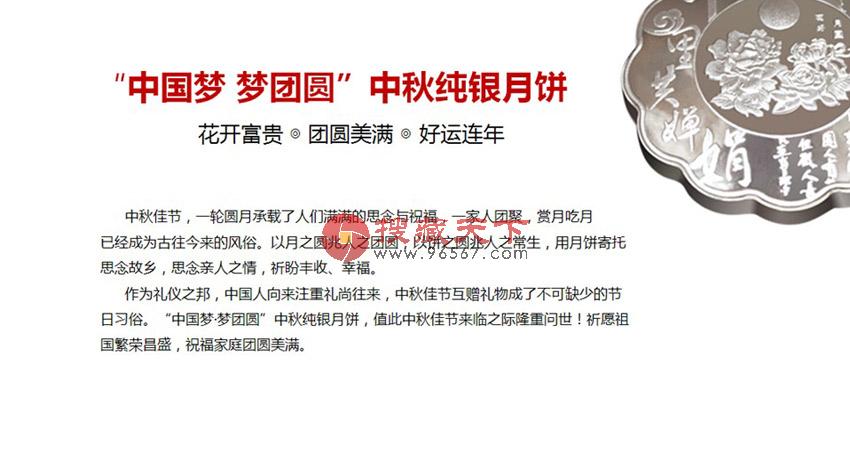 “中国梦 梦团圆”中秋纯银月饼
花开富贵 ◎ 团圆美满 ◎ 好运连年
中秋佳节，一轮圆月承载了人们满满的思念与祝福，一家人团聚，赏月吃月
已经成为古往今来的风俗。以月之圆兆人之团圆，以饼之圆兆人之常生，用月饼寄托
思念故乡，思念亲人之情，祈盼丰收、幸福。
作为礼仪之邦，中国人向来注重礼尚往来，中秋佳节互赠礼物成了不可缺少的节
日习俗。“中国梦·梦团圆”中秋纯银月饼，值此中秋佳节来临之际隆重问世！祈愿祖
国繁荣昌盛，祝福家庭团圆美满。
搜藏天下
www.96567.com
里共婵娟